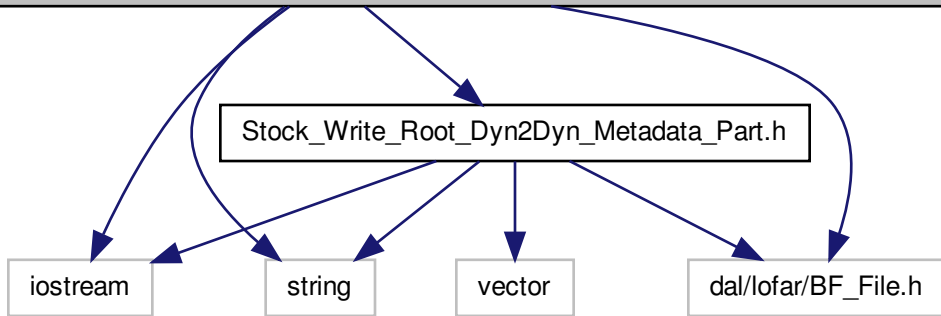 Stock_Write_Root_Dyn2Dyn_Metadata_Part.h
iostream
string
vector
dal/lofar/BF_File.h